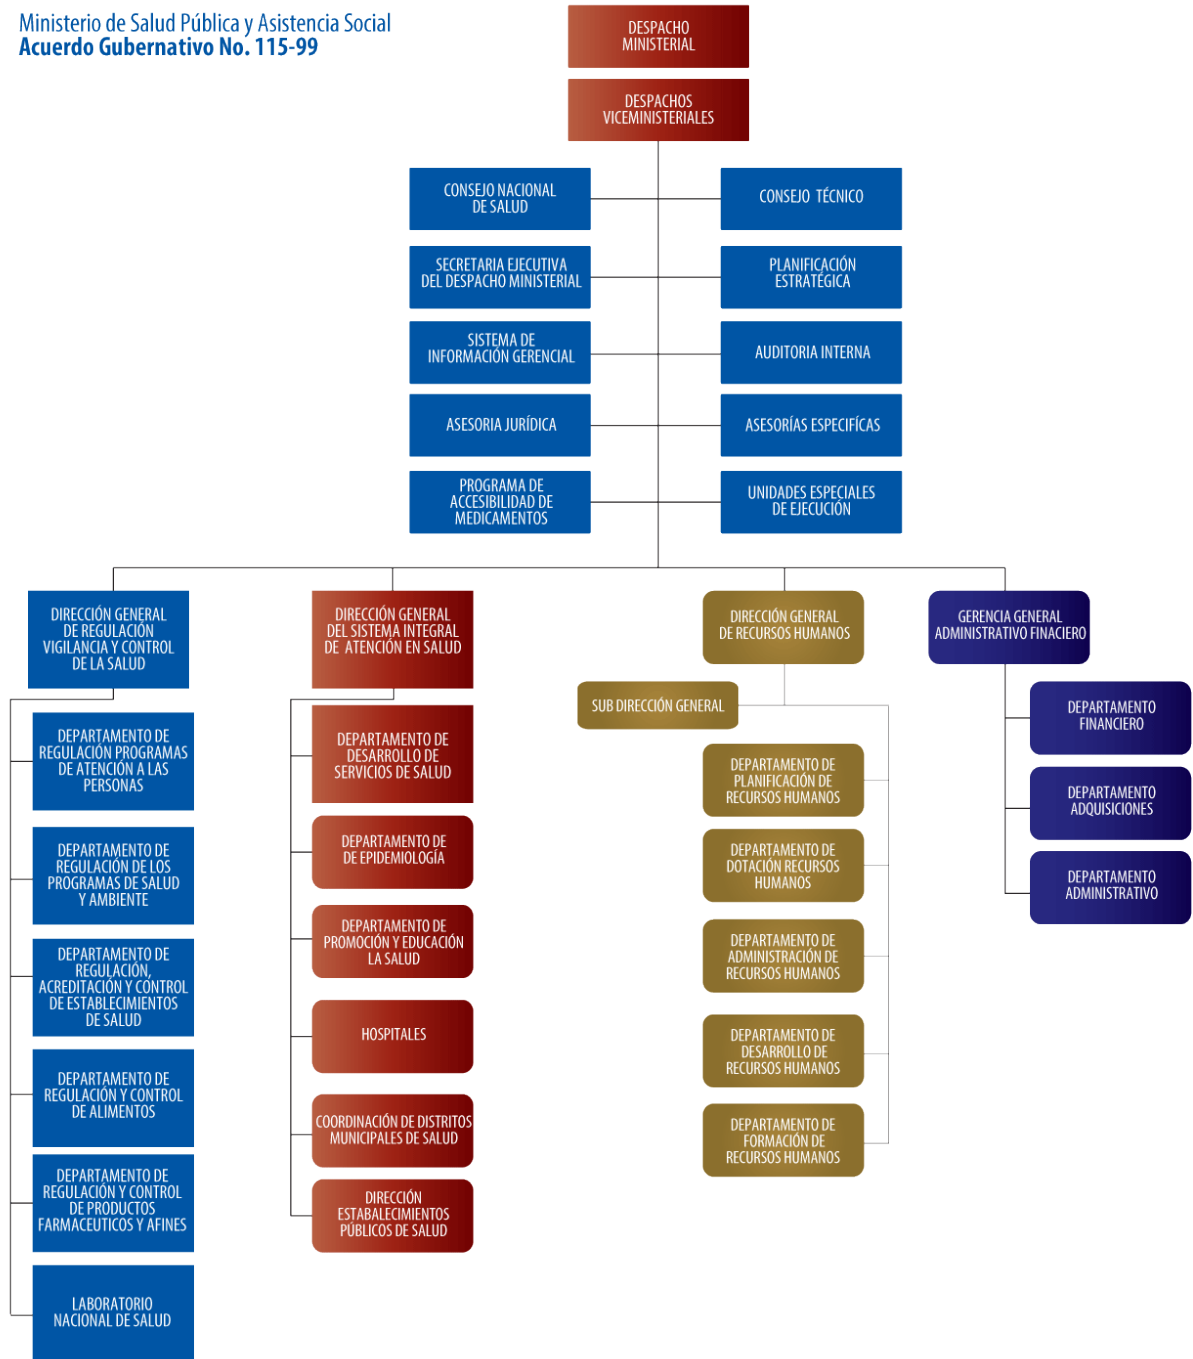 Ministerio de Salud Pública y Asistencia Social
Acuerdo Gubernativo No. 115-99
DESPACHO
MINISTERIAL
DESPACHOS
VICEMINISTERIALES
CONSEJO NACIONAL
DE SALUD
CONSEJO TÉCNICO
SECRETARIA EJECUTIVA
DEL DESPACHO MINISTERIAL
PLANIFICACIÓN
ESTRATÉGICA
SISTEMA DE
INFORMACIÓN GERENCIAL
AUDITORIA INTERNA
ASESORIA JURÍDICA
ASESORÍAS ESPECIFÍCAS
PROGRAMA DE
ACCESIBILIDAD DE
MEDICAMENTOS
UNIDADES ESPECIALES
DE EJECUCIÓN
DIRECCIÓN GENERAL
DE REGULACIÓN
VIGILANCIA Y CONTROL
DE LA SALUD
DEPARTAMENTO DE
REGULACIÓN PROGRAMAS
DE ATENCIÓN A LAS
PERSONAS
DEPARTAMENTO DE
REGULACIÓN DE LOS
PROGRAMAS DE SALUD
Y AMBIENTE
DEPARTAMENTO DE
REGULACIÓN,
ACREDITACIÓN Y CONTROL
DE ESTABLECIMIENTOS
DE SALUD
DEPARTAMENTO DE
REGULACIÓN Y CONTROL
DE ALIMENTOS
DEPARTAMENTO DE
REGULACIÓN Y CONTROL
DE PRODUCTOS
FARMACEUTICOS Y AFINES
LABORATORIO
NACIONAL DE SALUD
DIRECCIÓN GENERAL
DEL SISTEMA INTEGRAL
DE ATENCIÓN EN SALUD
DEPARTAMENTO DE
DESARROLLO DE
SERVICIOS DE SALUD
DEPARTAMENTO DE
DE EPIDEMIOLOGÍA
DEPARTAMENTO DE
PROMOCIÓN Y EDUCACIÓN
LA SALUD
HOSPITALES
COORDINACIÓN DE DISTRITOS
MUNICIPALES DE SALUD
DIRECCIÓN
ESTABALECIMIENTOS
PÚBLICOS DE SALUD
DIRECCIÓN GENERAL
DE RECURSOS HUMANOS
SUB DIRECCIÓN GENERAL
DEPARTAMENTO DE
PLANIFICACIÓN DE
RECURSOS HUMANOS
DEPARTAMENTO DE
DOTACIÓN RECURSOS
HUMANOS
DEPARTAMENTO DE
ADMINISTRACIÓN DE
RECURSOS HUMANOS
DEPARTAMENTO DE
DESARROLLO DE
RECURSOS HUMANOS
DEPARTAMENTO DE
FORMACIÓN DE
RECURSOS HUMANOS
GERENCIA GENERAL
ADMINISTRATIVO FINACIERO
DEPARTAMENTO
FINANCIERO
DEPARTAMENTO
ADQUISICIONES
DEPARTAMENTO
ADMINISTRATIVO